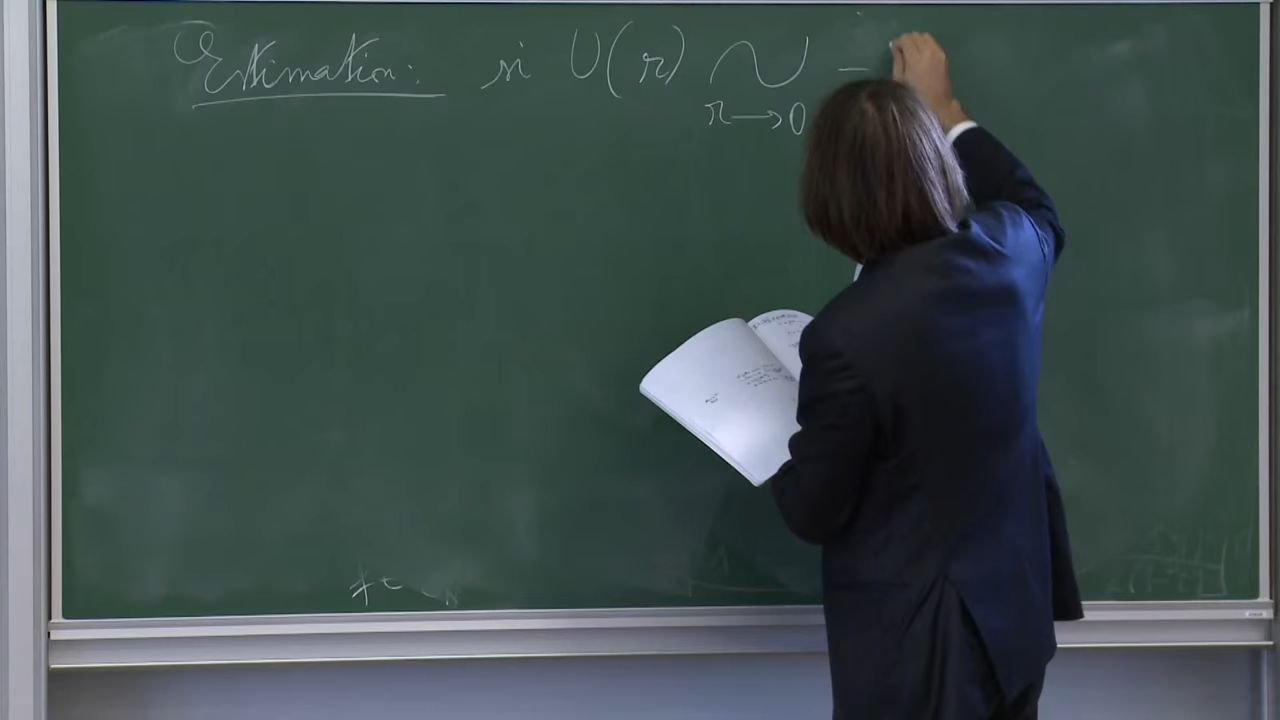 Estimation: si U(r) ~ -
r→0